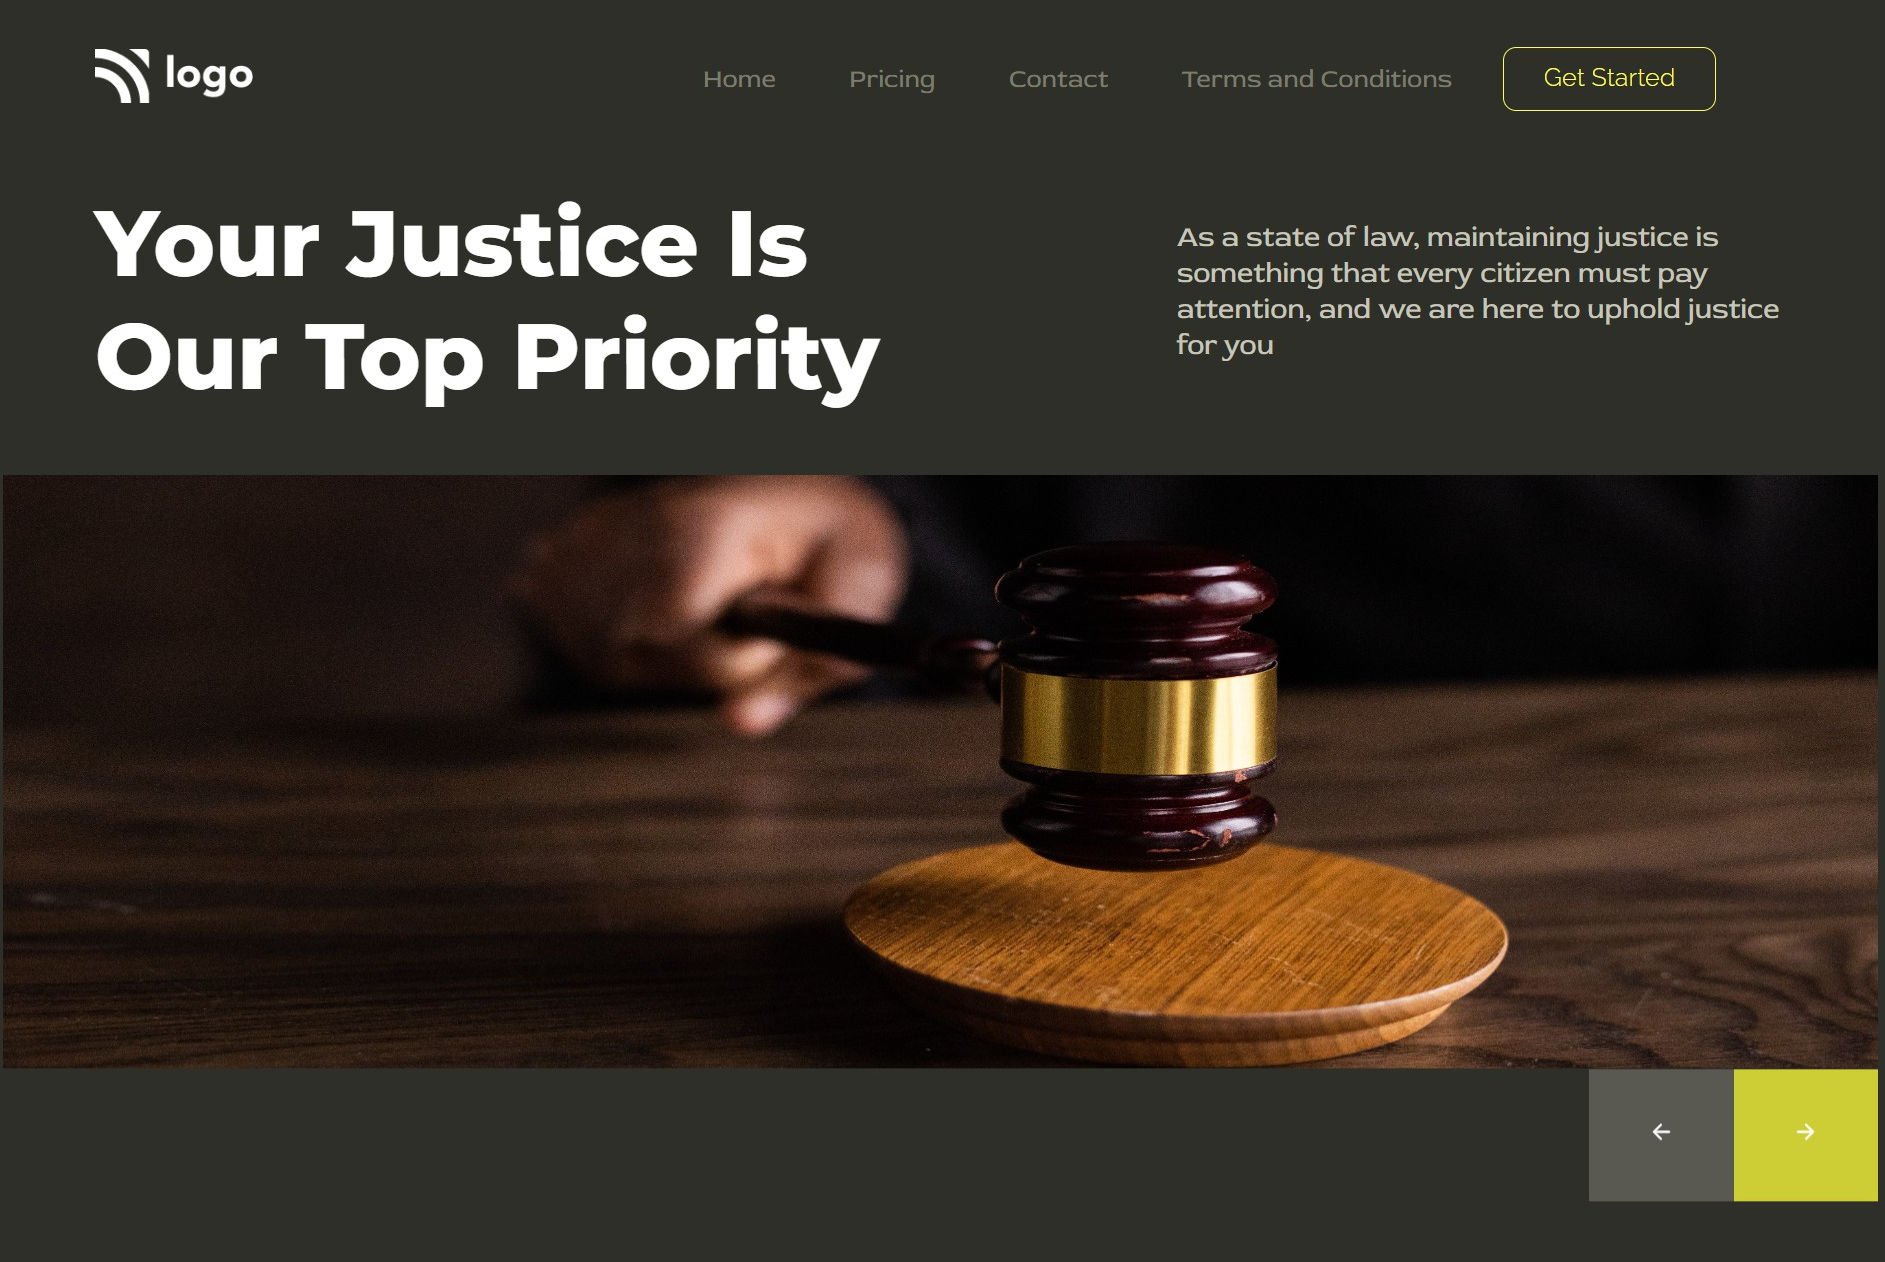 logo
Home
Pricing
Contact
Terms and Conditions
Get Started
Your Justice Is
Our Top Priority
As a state of law, maintaining justice is
something that every citizen must pay
attention, and we are here to uphold justice
for you